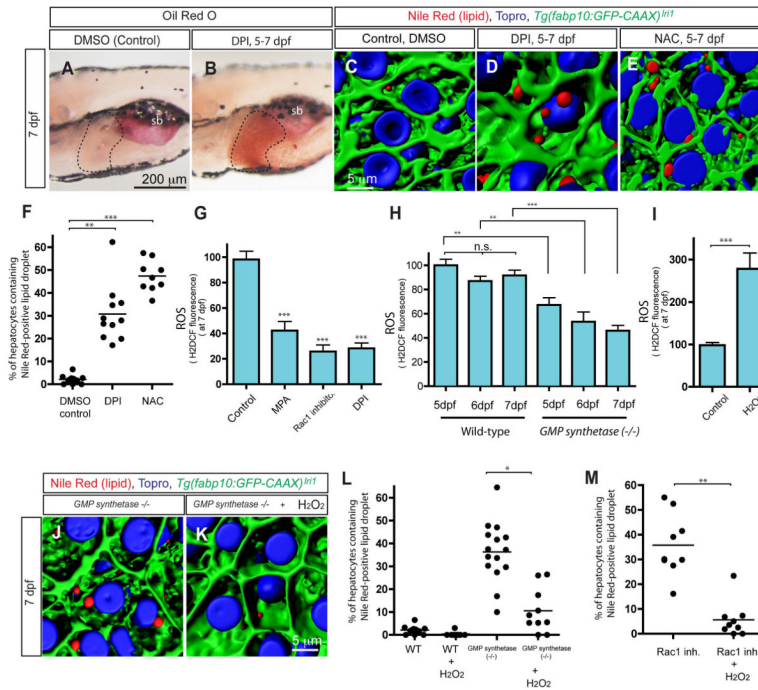 Oil Red O
Nile Red (lipid), Topro, Tg(fabp10:GFP-CAAX)lri1
DMSO (Control)
DPI, 5-7 dpf
Control, DMSO
DPI, 5-7 dpf
NAC, 5-7 dpf
7 dpf
A
sb
200 µm
B
sb
C
5 µm
D
E
F
% of hepatocytes containing
Nile Red-positive lipid droplet
70
60
50
40
30
20
10
0
**
***
DMSO
control
DPI
NAC
G
ROS
( H2DCF fluorescence)
( at 7 dpf)
100
80
60
40
20
0
***
***
***
Control
MPA
Rac1 inhibito.
DPI
H
ROS
( H2DCF fluorescence)
120
100
80
60
40
20
0
***
**
**
n.s.
5dpf
6dpf
7dpf
5dpf
6dpf
7dpf
Wild-type
GMP synthetase (-/-)
I
ROS
( H2DCF fluorescence)
( at 7 dpf)
300
200
100
0
***
Control
H2O
Nile Red (lipid), Topro, Tg(fabp10:GFP-CAAX)lri1
GMP synthetase -/-
GMP synthetase -/- + H2O2
7 dpf
J
K
5 µm
L
% of hepatocytes containing
Nile Red-positive lipid droplet
70
60
50
40
30
20
10
0
*
WT
WT
+
H2O2
GMP synthetase
(-/-)
GMP synthetase
(-/-)
+
H2O2
M
% of hepatocytes containing
Nile Red-positive lipid droplet
60
50
40
30
20
10
0
**
Rac1 inh.
Rac1 inh
+
H2O2